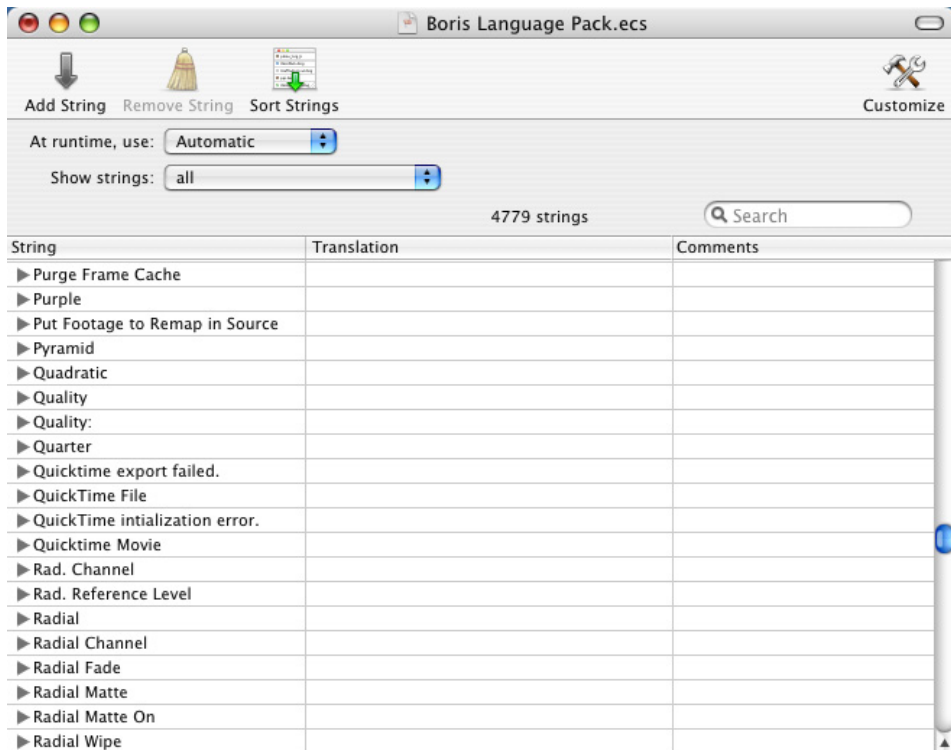 Boris Language Pack.ecs
Add String Remove String Sort Strings Customize
At runtime, use: Automatic
Show strings: all
4779 strings Search
String Translation Comments
Purge Frame Cache
Purple
Put Footage to Remap in Source
Pyramid
Quadratic
Quality
Quality:
Quarter
Quicktime export failed.
QuickTime File
QuickTime intialization error.
Quicktime Movie
Rad. Channel
Rad. Reference Level
Radial
Radial Channel
Radial Fade
Radial Matte
Radial Matte On
Radial Wipe